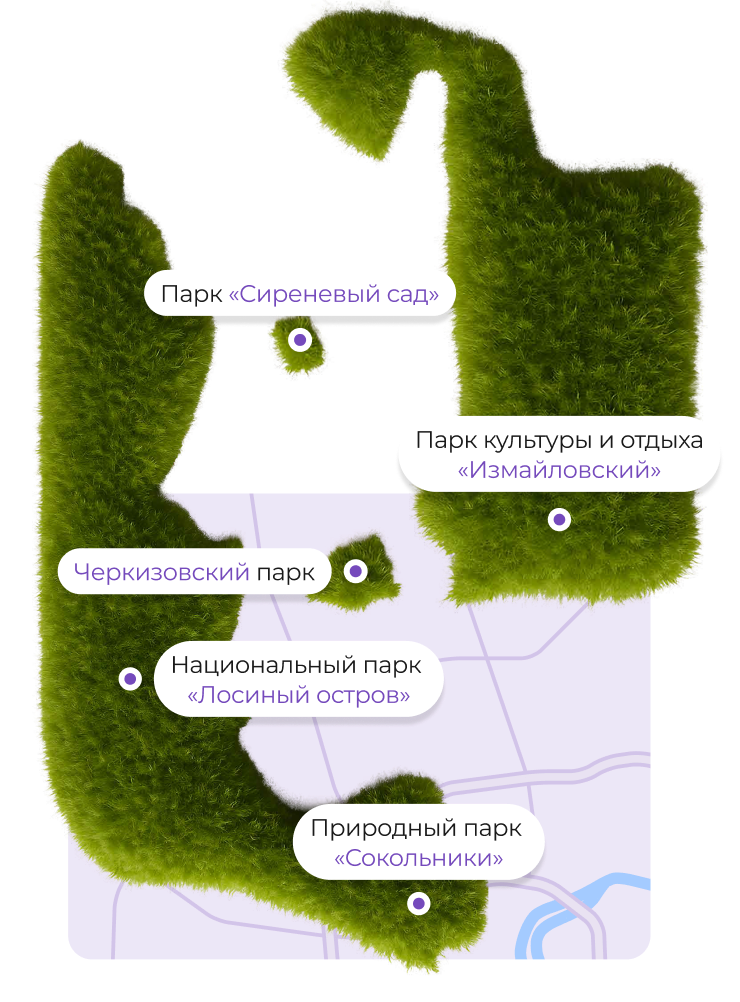 Парк «Сиреневый сад»
Парк культуры и отдыха
«Измайловский»
Черкизовский парк
Национальный парк
«Лосиный остров»
Природный парк
«Сокольники»